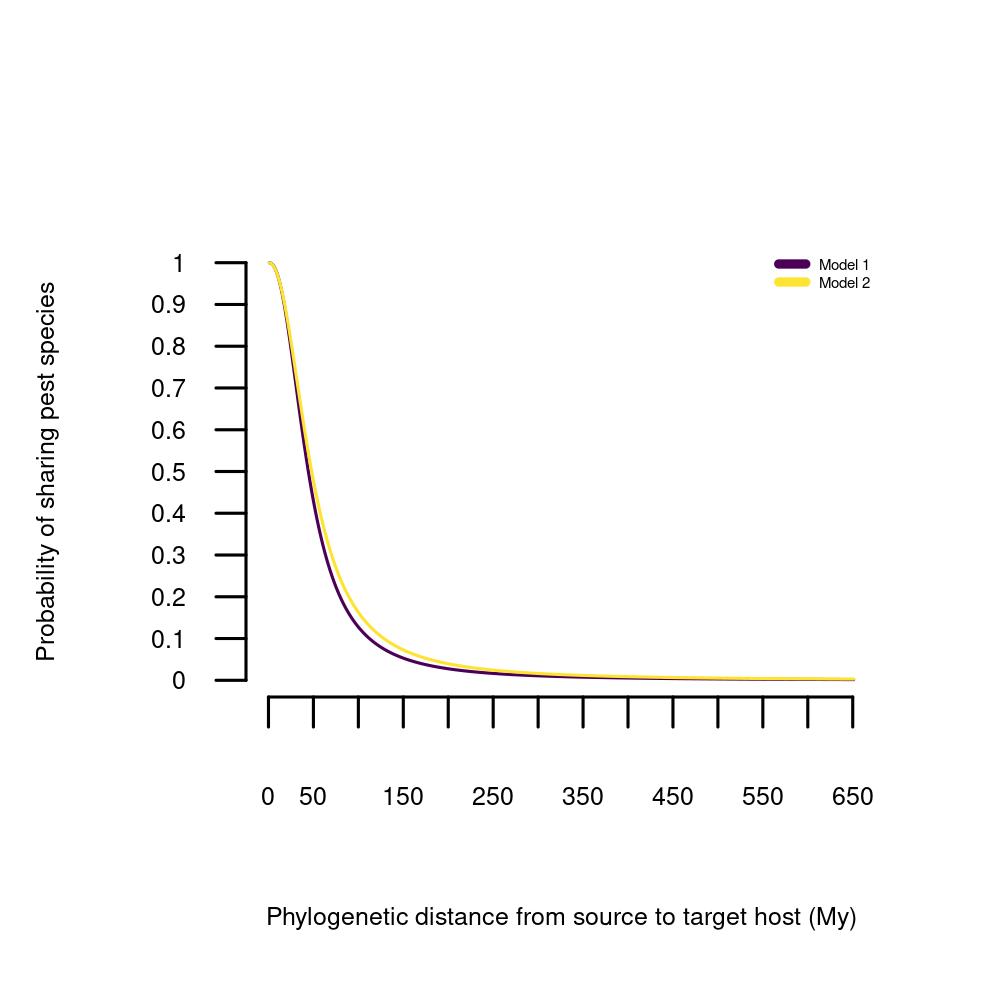 Model 1
Model 2
Probability of sharing pest species
1
0.9
0.8
0.7
0.6
0.5
0.4
0.3
0.2
0.1
0
0 50 150 250 350 450 550 650
Phylogenetic distance from source to target host (My)